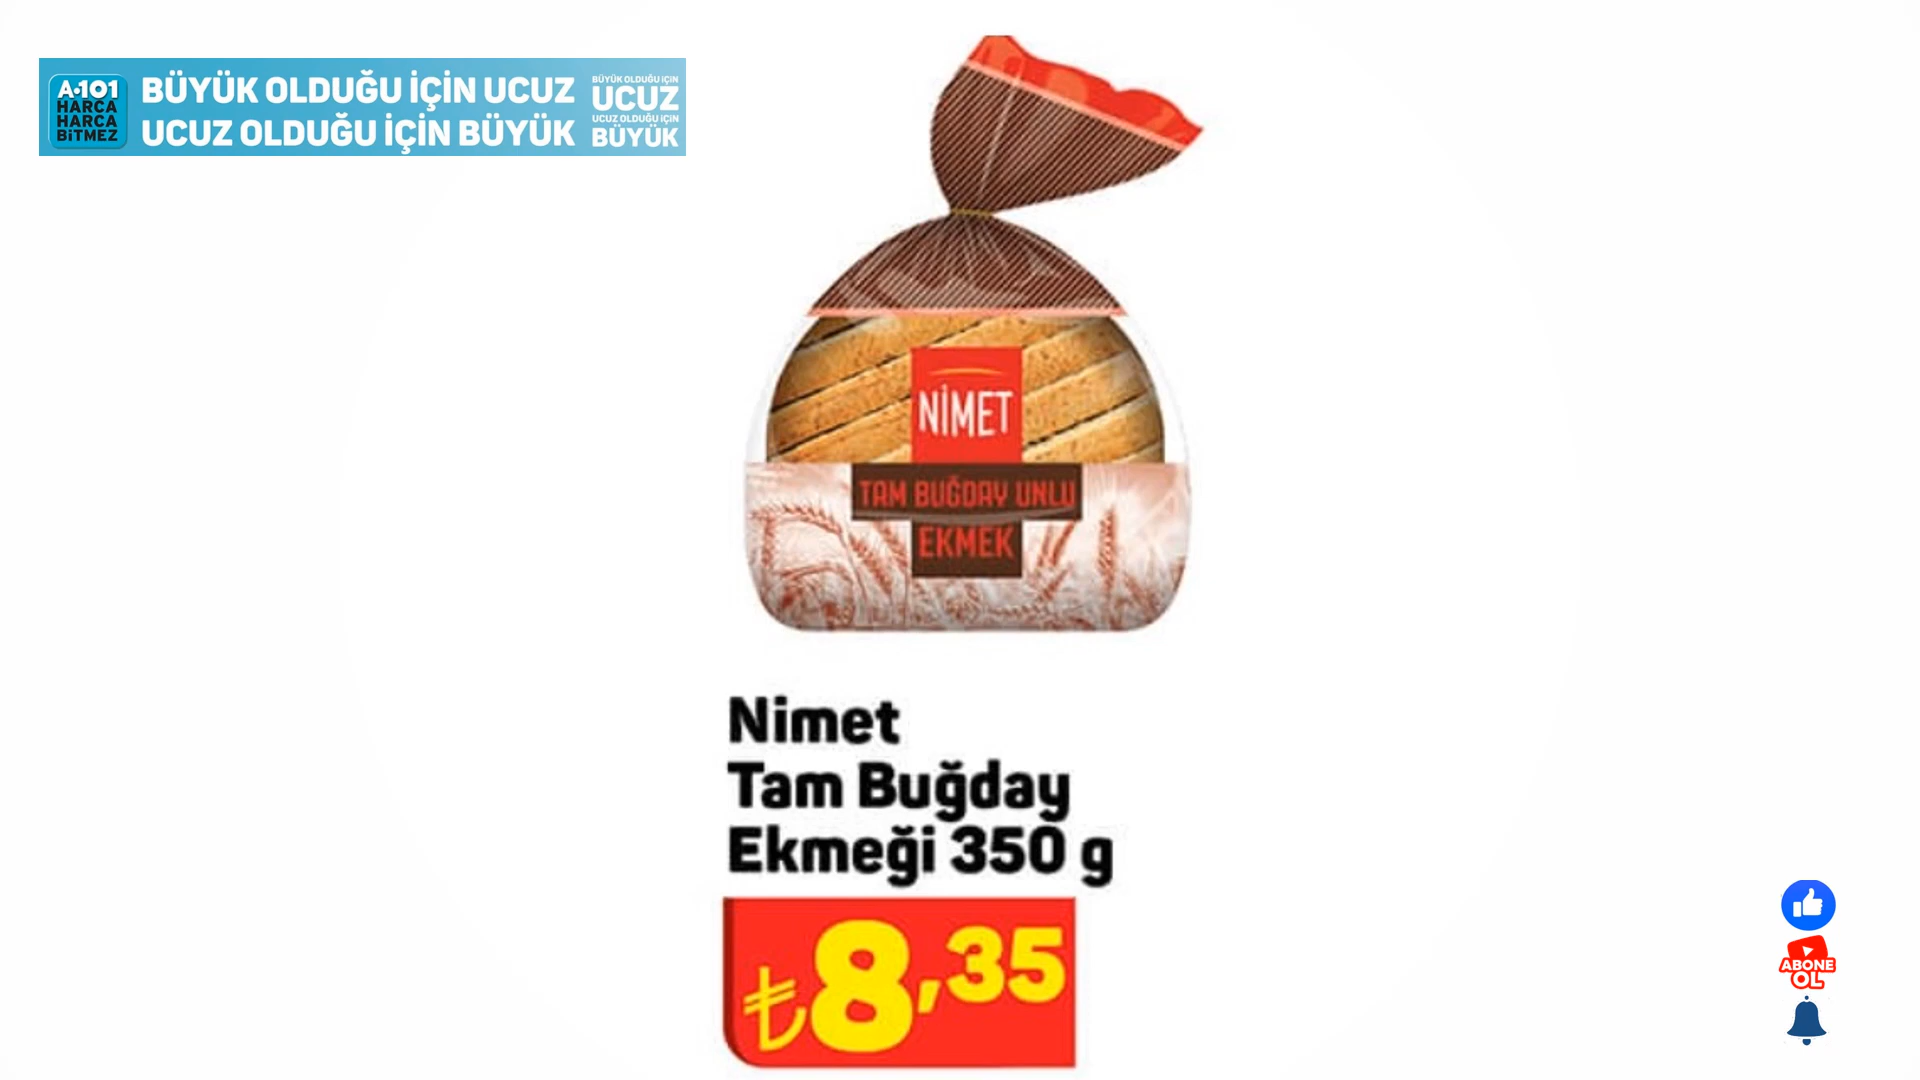 A101
HARCA
HARCA
BİTMEZ
BÜYÜK OLDUĞU İÇİN UCUZ
UCUZ OLDUĞU İÇİN BÜYÜK
BÜYÜK OLDUĞU İÇİN
UCUZ
UCUZ OLDUĞU İÇİN
BÜYÜK
NİMET
TAM BUĞDAY UNLU
EKMEK
Nimet
Tam Buğday
Ekmeği 350 g
₺8,35
ABONE
OL